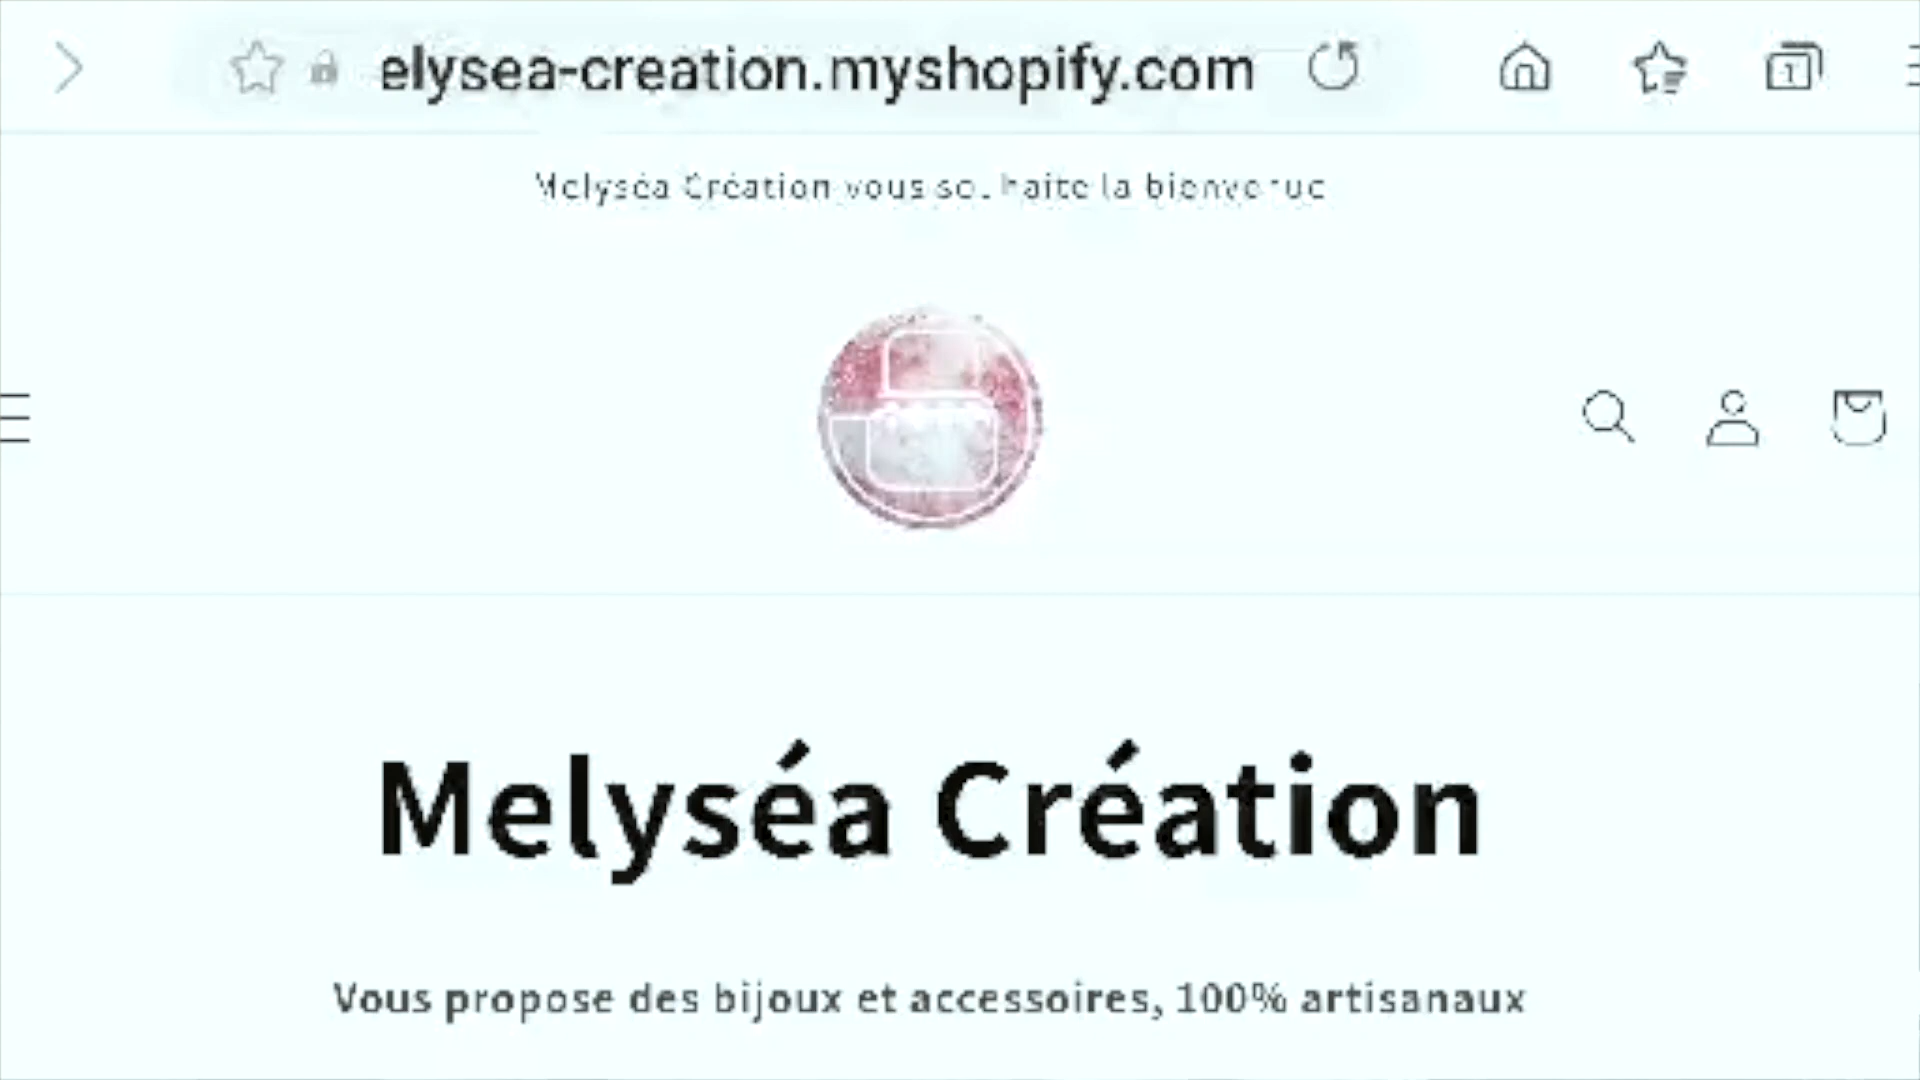 elysea-creation.myshopify.com
1
Melyséa Création vous souhaite la bienvenue
Melyséa Création
Vous propose des bijoux et accessoires, 100% artisanaux